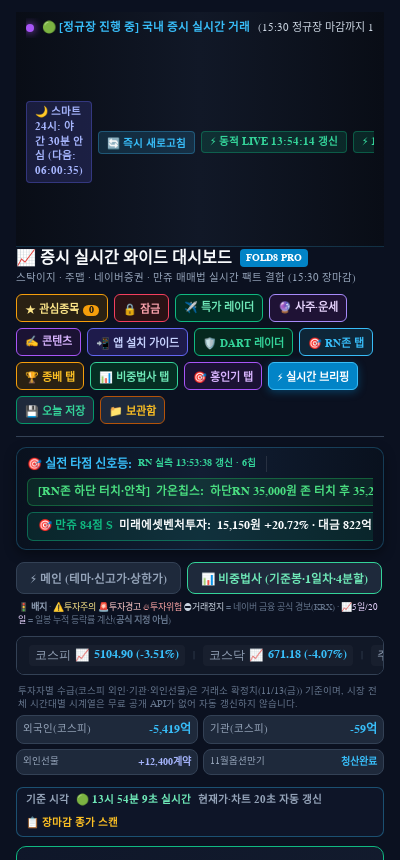 🟢 [정규장 진행 중] 국내 증시 실시간 거래 (15:30 정규장 마감까지 1
🌙 스마트
24시: 야
간 30분 안
심 (다음:
06:00:35)
🔄 즉시 새로고침
⚡ 동적 LIVE 13:54:14 갱신
📈 증시 실시간 와이드 대시보드 FOLD8 PRO
스탁이지 · 주맵 · 네이버증권 · 만쥬 매매법 실시간 팩트 결합 (15:30 장마감)
★ 관심종목 0 🔒 잠금 ✈️ 특가 레이더 🔮 사주·운세
✍️ 콘텐츠 📲 앱 설치 가이드 🛡️ DART 레이더 🎯 RN존 탭
🏆 종베 탭 📊 비중법사 탭 🎯 홍인기 탭 ⚡ 실시간 브리핑
💾 오늘 저장 📁 보관함
🎯 실전 타점 신호등: RN 실측 13:53:38 갱신 · 6칩
[RN존 하단 터치·안착] 가온칩스: 하단RN 35,000원 존 터치 후 35,2
🎯 만쥬 84점 S 미래에셋벤처투자: 15,150원 +20.72% · 대금 822억
⚡ 메인 (테마·신고가·상한가) 📊 비중법사 (기준봉·1일차·4분할)
🚦 배지 · ⚠️투자주의 🚨투자경고 ⛔거래정지 = 네이버 금융 공식 경보(KRX) · 📈5일/20
일 = 일봉 누적 등락률 계산(공식 지정 아님)
코스피 📈 5104.90 (-3.51%) | 코스닥 📈 671.18 (-4.07%) |
투자자별 수급(코스피 외인·기관·외인선물)은 거래소 확정치(11/13(금)) 기준이며, 시장 전
체 시간대별 시계열은 무료 공개 API가 없어 자동 갱신하지 않습니다.
외국인(코스피) -5,419억 기관(코스피) -59억
외인선물 +12,400계약 11월옵션만기 청산완료
기준 시각 🟢 13시 54분 9초 실시간 현재가·차트 20초 자동 갱신
📋 장마감 종가 스캔